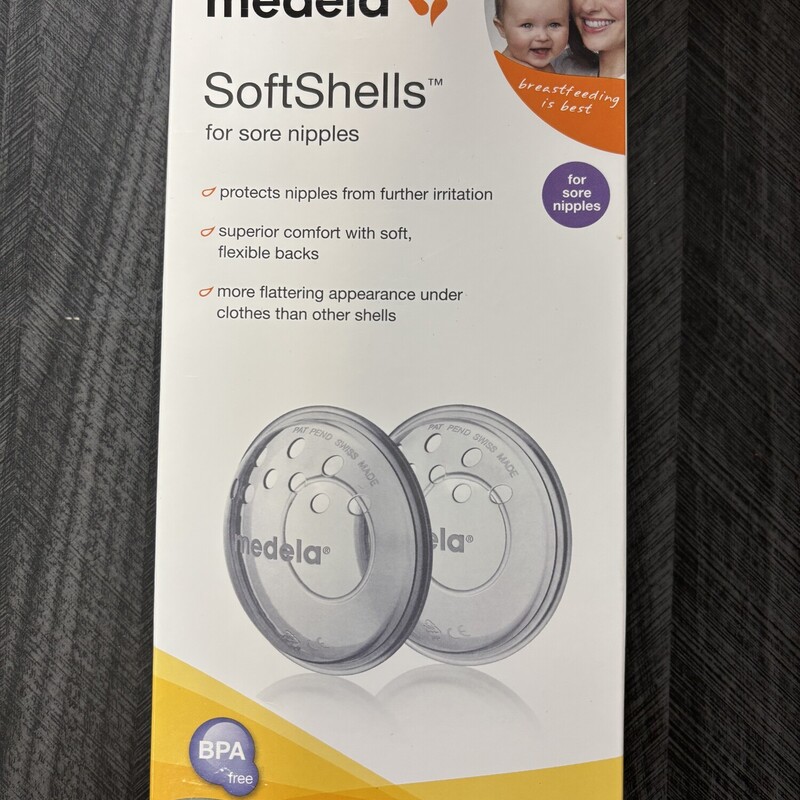 medela
SoftShells™
for sore nipples
breastfeeding
is best
for
sore
nipples
protects nipples from further irritation
superior comfort with soft,
flexible backs
more flattering appearance under
clothes than other shells
PAT PEND SWISS MADE
medela®
PAT PEND SWISS MADE
ela®
BPA
free